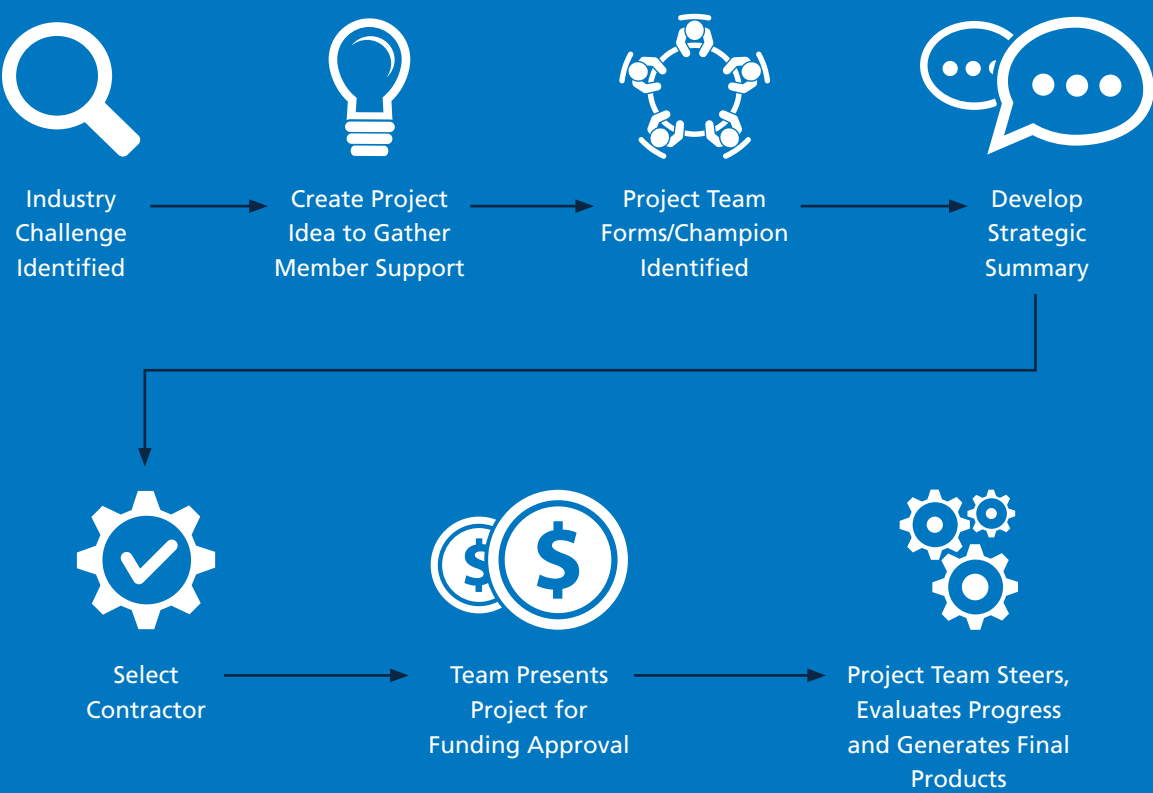 Industry
Challenge
Identified
Create Project
Idea to Gather
Member Support
Project Team
Forms/Champion
Identified
Develop
Strategic
Summary
$
$
Select
Contractor
Team Presents
Project for
Funding Approval
Project Team Steers,
Evaluates Progress
and Generates Final
Products